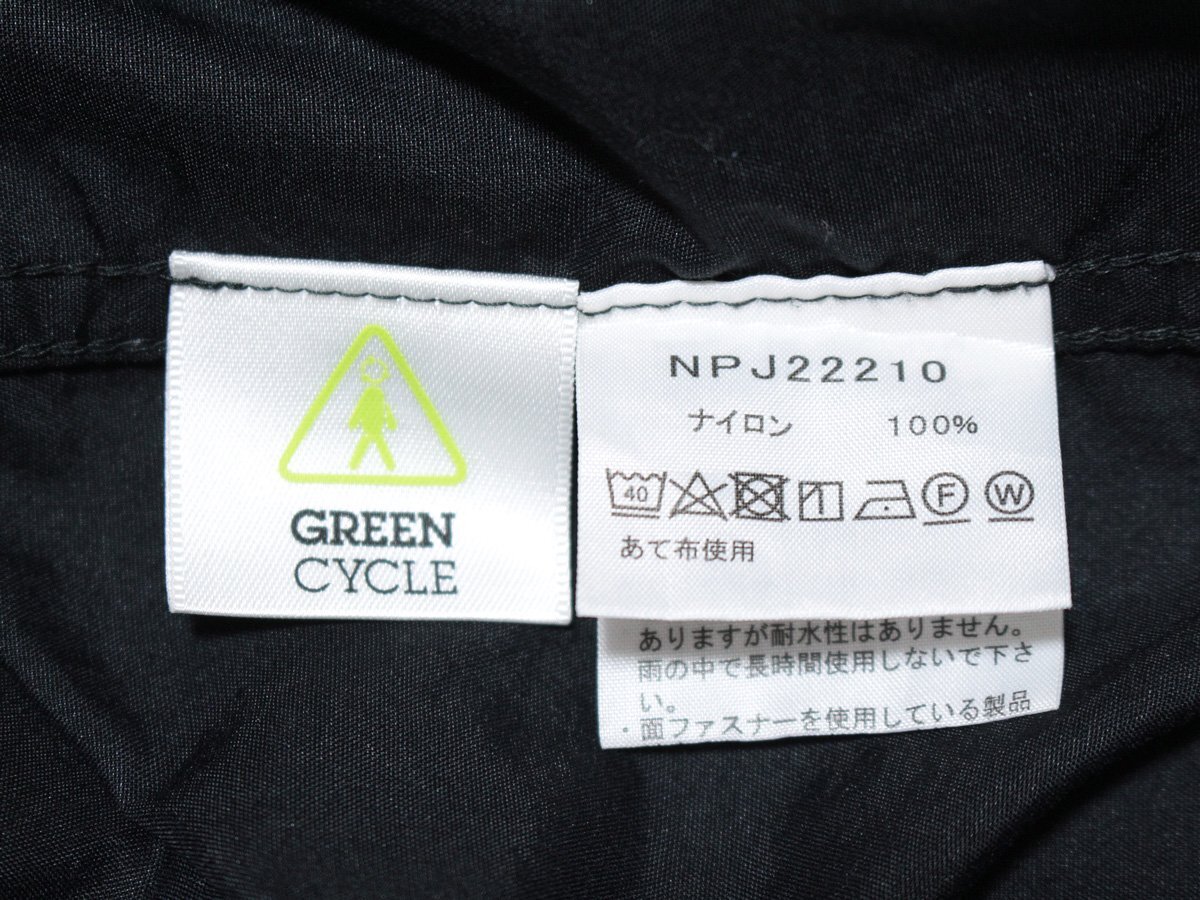 GREEN
CYCLE
NPJ22210
ナイロン 100%
40
F
W
あて布使用
ありますが耐水性はありません。
雨の中で長時間使用しないで下さ
い。
・面ファスナーを使用している製品